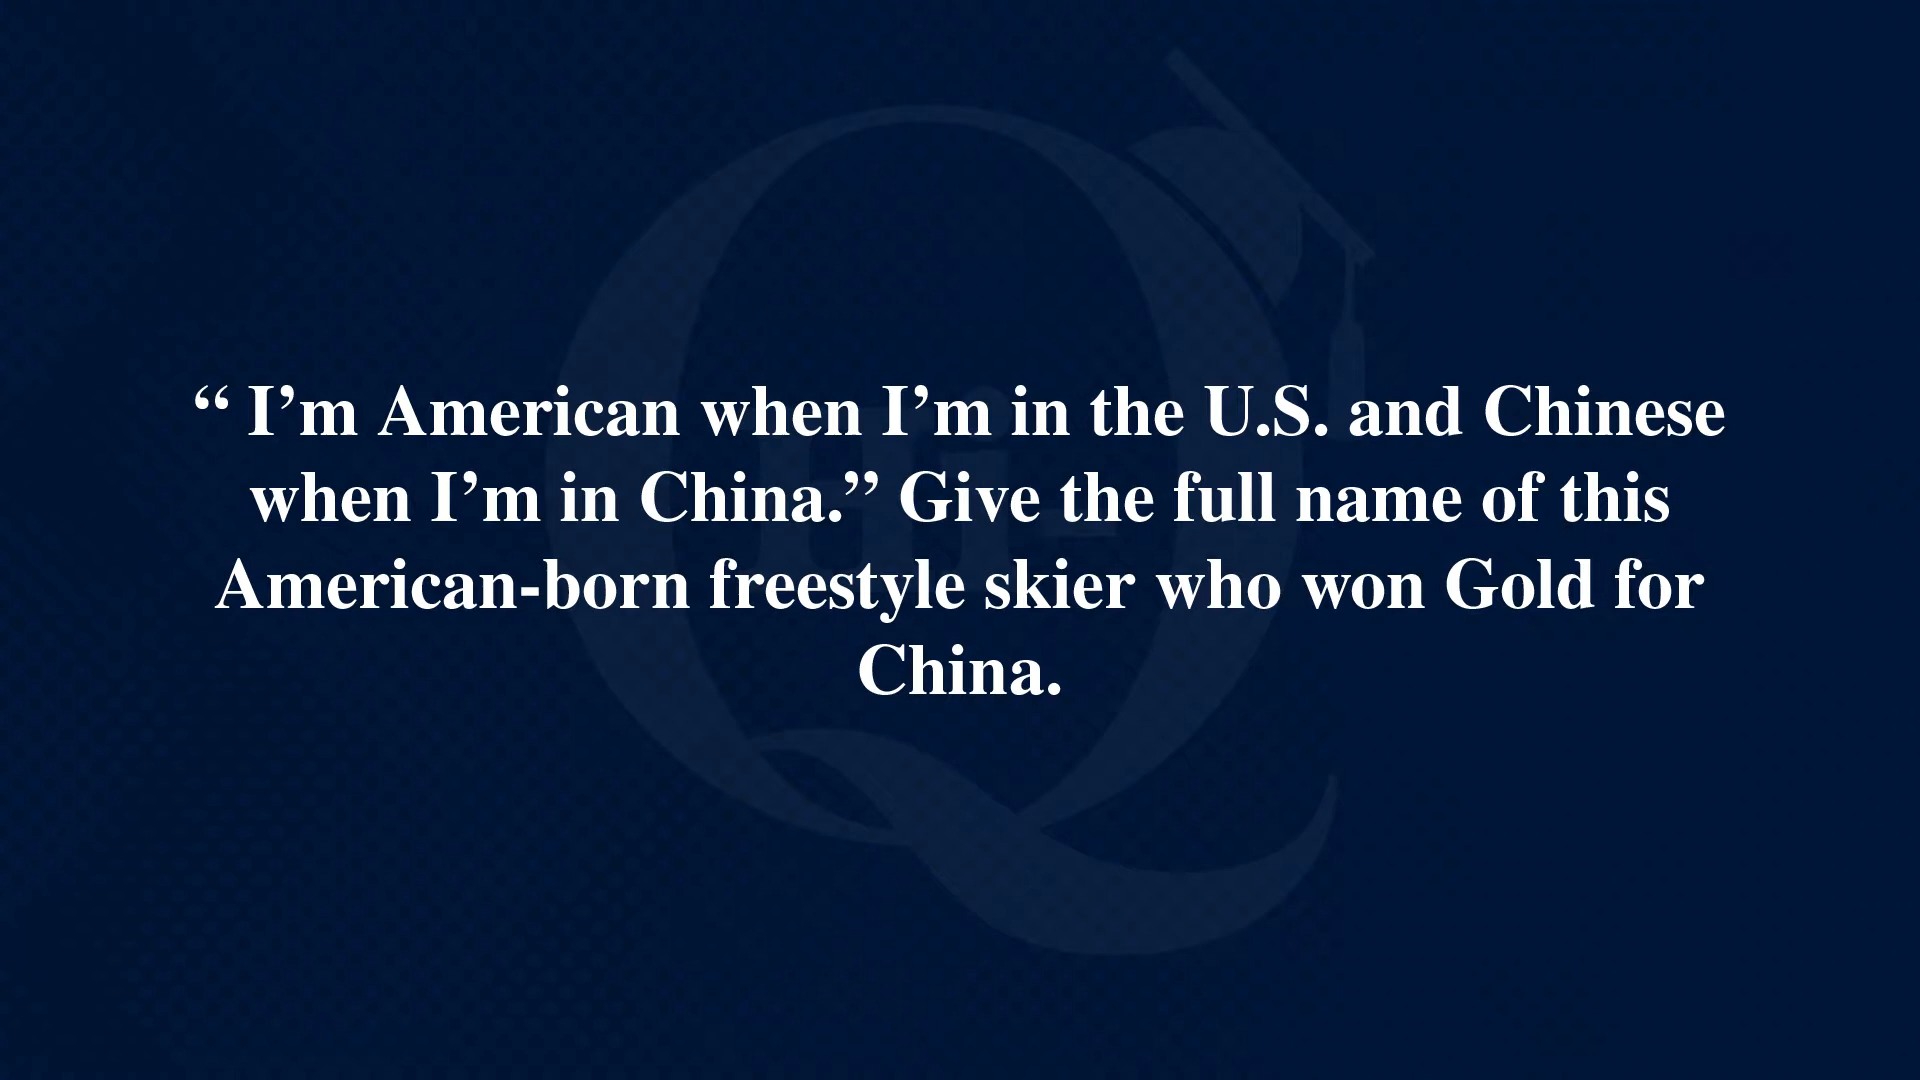 “ I’m American when I’m in the U.S. and Chinese
when I’m in China.” Give the full name of this
American-born freestyle skier who won Gold for
China.